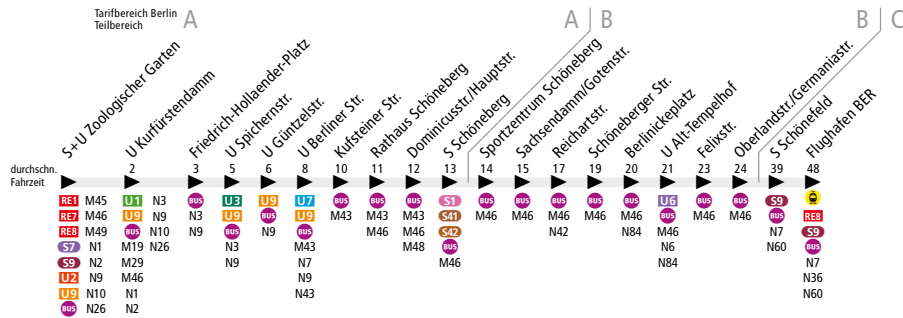 Tarifbereich Berlin
Teilbereich
A
A
B
B
C
S+U Zoologischer Garten
U Kurfürstendamm
Friedrich-Hollaender-Platz
U Spichernstr.
U Güntzelstr.
U Berliner Str.
Kufsteiner Str.
Rathaus Schöneberg
Dominicusstr./Hauptstr.
S Schöneberg
Sportzentrum Schöneberg
Sachsendamm/Gotenstr.
Reichartstr.
Schöneberger Str.
Berlinickeplatz
U Alt-Tempelhof
Felixstr.
Oberlandstr./Germaniastr.
S Schönefeld
Flughafen BER
durchschn.
Fahrzeit
2 3 5 6 8 10 11 12 13 14 15 17 19 20 21 23 24 39 48
RE1 M45
RE7 M46
RE8 M49
S7 N1
S9 N2
U2 N9
U9 N10
BUS N26
U1 N3
U9 N9
BUS N10
M19 N26
M29
M46
N1
N2
BUS
N3
N9
U3
U9
BUS
N3
N9
U9
BUS
N9
U7
U9
BUS
M43
N7
N9
N43
BUS
M43
BUS
M43
M46
BUS
M43
M46
M48
S1
S41
S42
BUS
M46
BUS
M46
BUS
M46
BUS
M46
N42
BUS
M46
BUS
M46
N84
U6
BUS
M46
N6
N84
BUS
M46
BUS
M46
S9
BUS
N7
N60
RE8
S9
BUS
N7
N36
N60